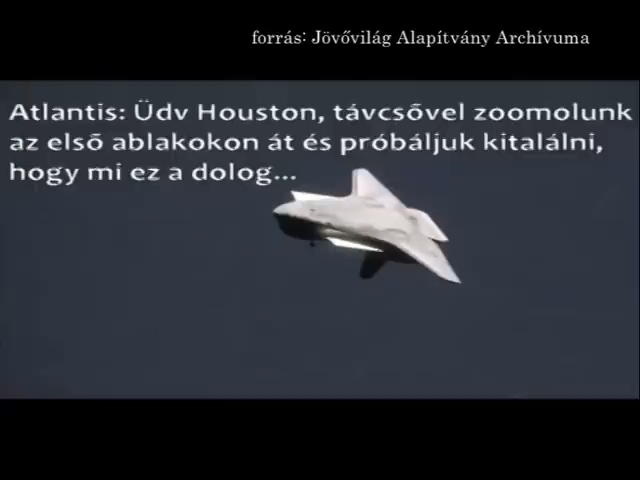 forrás: Jövővilág Alapítvány Archívuma
Atlantis: Üdv Houston, távcsővel zoomolunk
az első ablakokon át és próbáljuk kitalálni,
hogy mi ez a dolog...